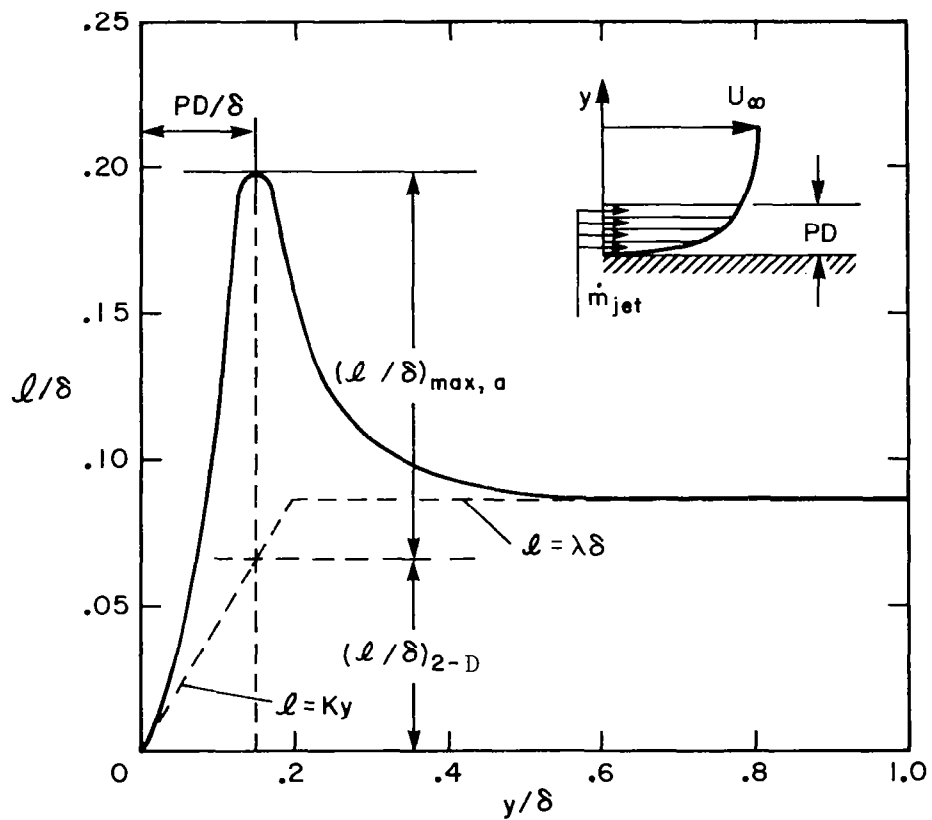 .25
.20
.15
.10
.05
0
.2
.4
.6
.8
1.0
ℓ/δ
y/δ
PD/δ
y
U∞
PD
ṁjet
(ℓ/δ)max, a
ℓ = λδ
(ℓ/δ)2-D
ℓ = Ky